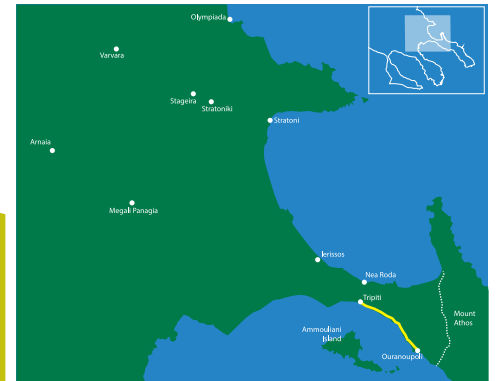 Olympiada
Varvara
Stageira
Stratoniki
Stratoni
Arnaia
Megali Panagia
Ierissos
Nea Roda
Tripiti
Mount
Athos
Ammouliani
Island
Ouranoupoli